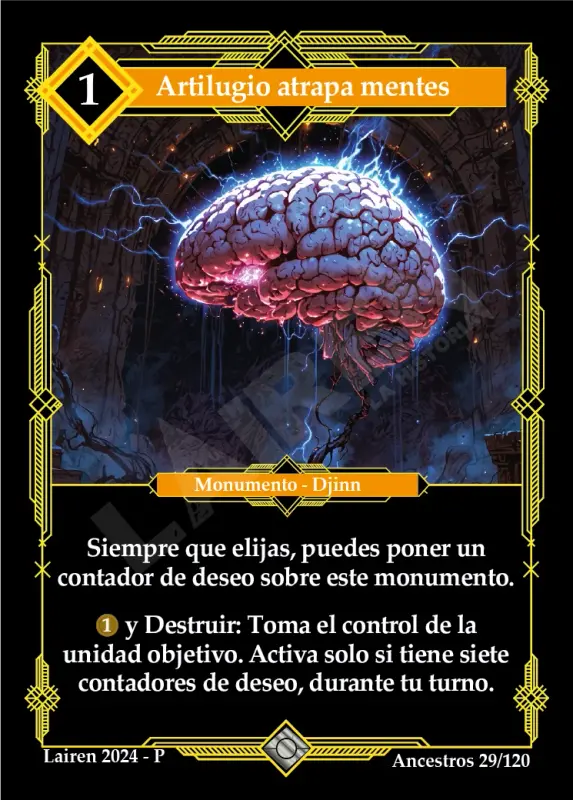 1
Artilugio atrapa mentes
Monumento - Djinn
Siempre que elijas, puedes poner un
contador de deseo sobre este monumento.
1 y Destruir: Toma el control de la
unidad objetivo. Activa solo si tiene siete
contadores de deseo, durante tu turno.
Lairen 2024 - P
Ancestros 29/120